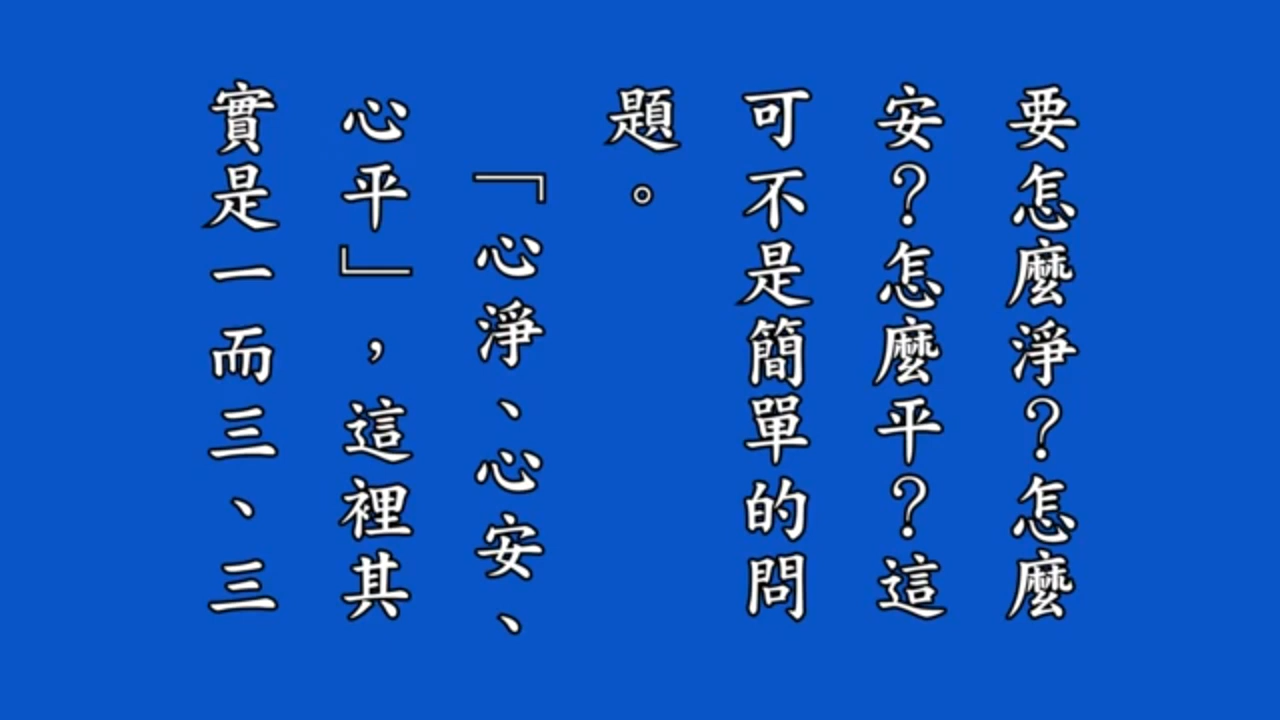 要怎麼淨？怎麼
安？怎麼平？這
可不是簡單的問
題。
「心淨、心安、
心平」，這裡其
實是一而三、三